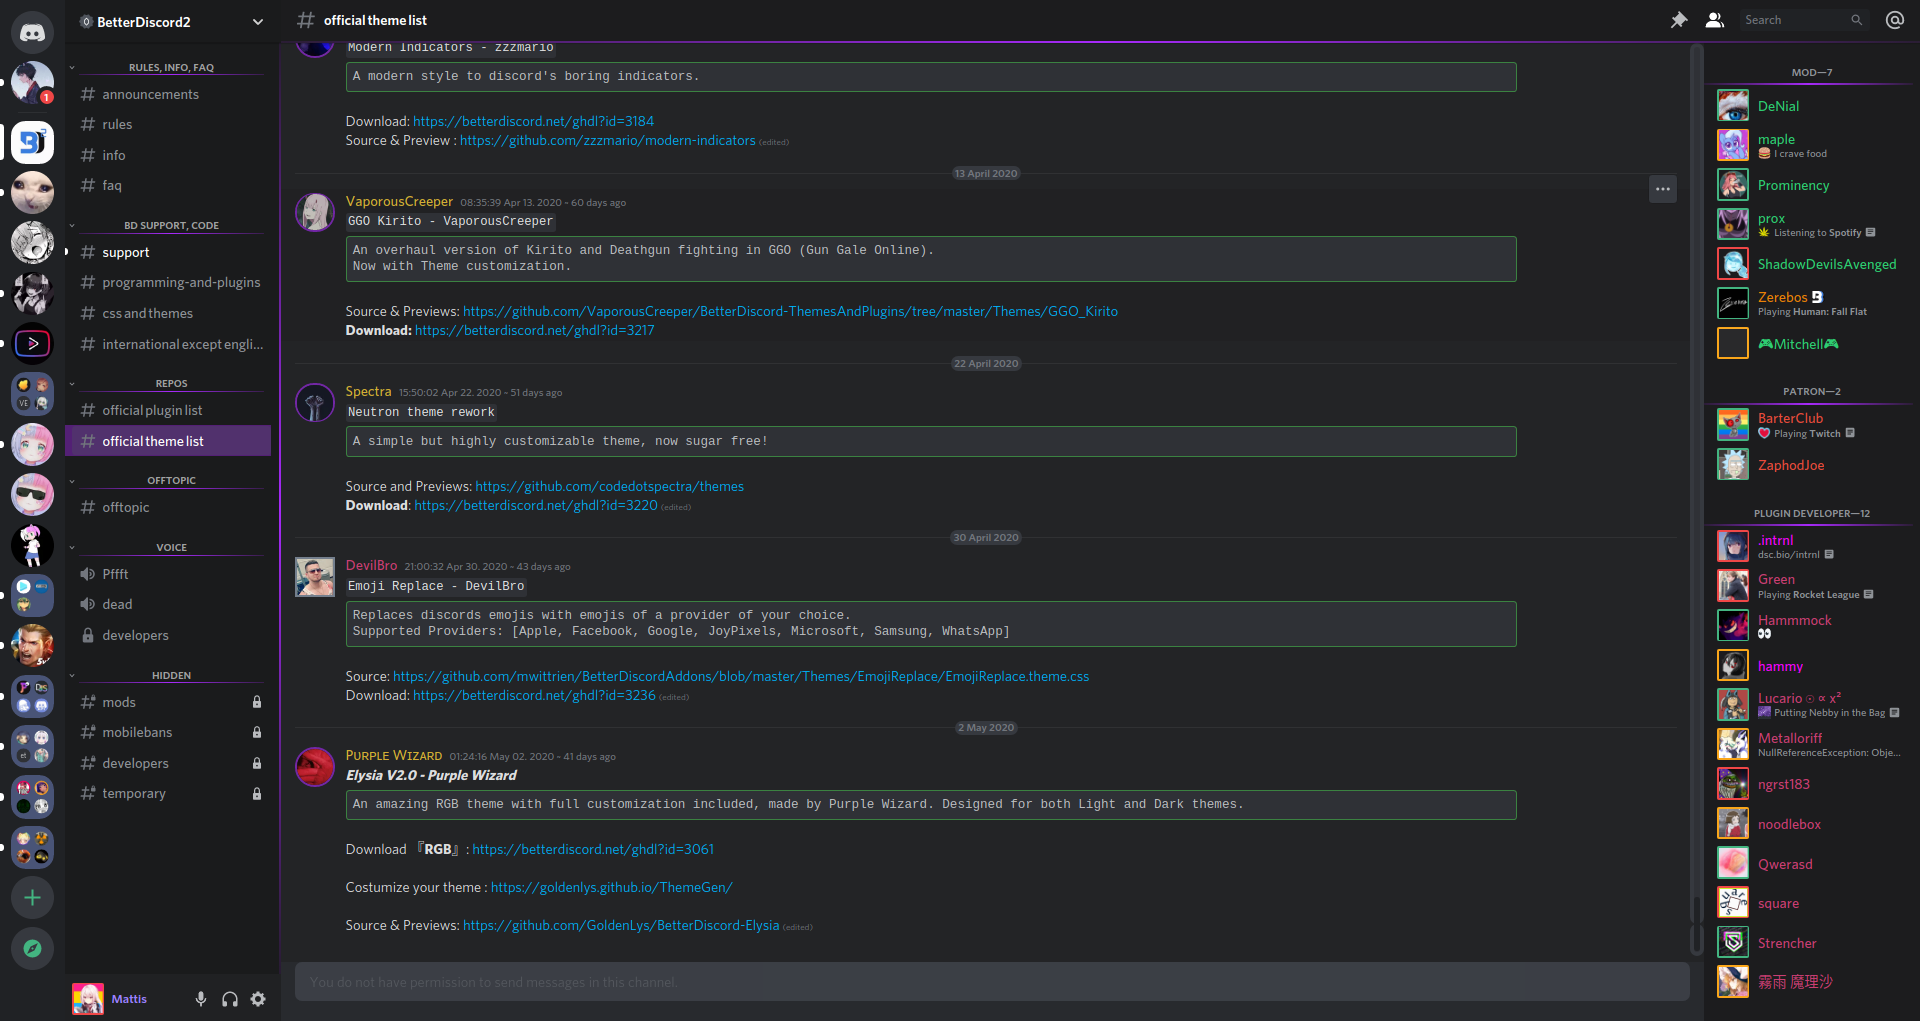 BetterDiscord2
RULES, INFO, FAQ
announcements
rules
info
faq
BD SUPPORT, CODE
support
programming-and-plugins
css and themes
international except engli...
REPOS
official plugin list
official theme list
OFFTOPIC
offtopic
VOICE
Pffft
dead
developers
HIDDEN
mods
mobilebans
developers
temporary
Mattis
1
VE
et
official theme list
Search
Modern Indicators - zzzmario
A modern style to discord's boring indicators.
Download: https://betterdiscord.net/ghdl?id=3184
Source & Preview : https://github.com/zzzmario/modern-indicators (edited)
13 April 2020
VaporousCreeper 08:35:39 Apr 13, 2020 - 60 days ago
GGO Kirito - VaporousCreeper
An overhaul version of Kirito and Deathgun fighting in GGO (Gun Gale Online).
Now with Theme customization.
Source & Previews: https://github.com/VaporousCreeper/BetterDiscord-ThemesAndPlugins/tree/master/Themes/GGO_Kirito
Download: https://betterdiscord.net/ghdl?id=3217
22 April 2020
Spectra 15:50:02 Apr 22, 2020 - 51 days ago
Neutron theme rework
A simple but highly customizable theme, now sugar free!
Source and Previews: https://github.com/codedotspectra/themes
Download: https://betterdiscord.net/ghdl?id=3220 (edited)
30 April 2020
DevilBro 21:00:32 Apr 30, 2020 - 43 days ago
Emoji Replace - DevilBro
Replaces discords emojis with emojis of a provider of your choice.
Supported Providers: [Apple, Facebook, Google, JoyPixels, Microsoft, Samsung, WhatsApp]
Source: https://github.com/mwittrien/BetterDiscordAddons/blob/master/Themes/EmojiReplace/EmojiReplace.theme.css
Download: https://betterdiscord.net/ghdl?id=3236 (edited)
2 May 2020
Purple Wizard 01:24:16 May 02, 2020 - 41 days ago
Elysia V2.0 - Purple Wizard
An amazing RGB theme with full customization included, made by Purple Wizard. Designed for both Light and Dark themes.
Download 『RGB』 : https://betterdiscord.net/ghdl?id=3061
Costumize your theme : https://goldenlys.github.io/ThemeGen/
Source & Previews: https://github.com/GoldenLys/BetterDiscord-Elysia (edited)
You do not have permission to send messages in this channel.
MOD—7
DeNial
maple
I crave food
Prominency
prox
Listening to Spotify
ShadowDevilsAvenged
Zerebos
Playing Human: Fall Flat
🎮Mitchell🎮
PATRON—2
BarterClub
Playing Twitch
ZaphodJoe
PLUGIN DEVELOPER—12
.intrnl
dsc.bio/intrnl
Green
Playing Rocket League
Hammmock
👀
hammy
Lucario ☉ ∝ x²
Putting Nebby in the Bag
Metalloriff
NullReferenceException: Obje...
ngrst183
noodlebox
Qwerasd
square
Strencher
霧雨 魔理沙